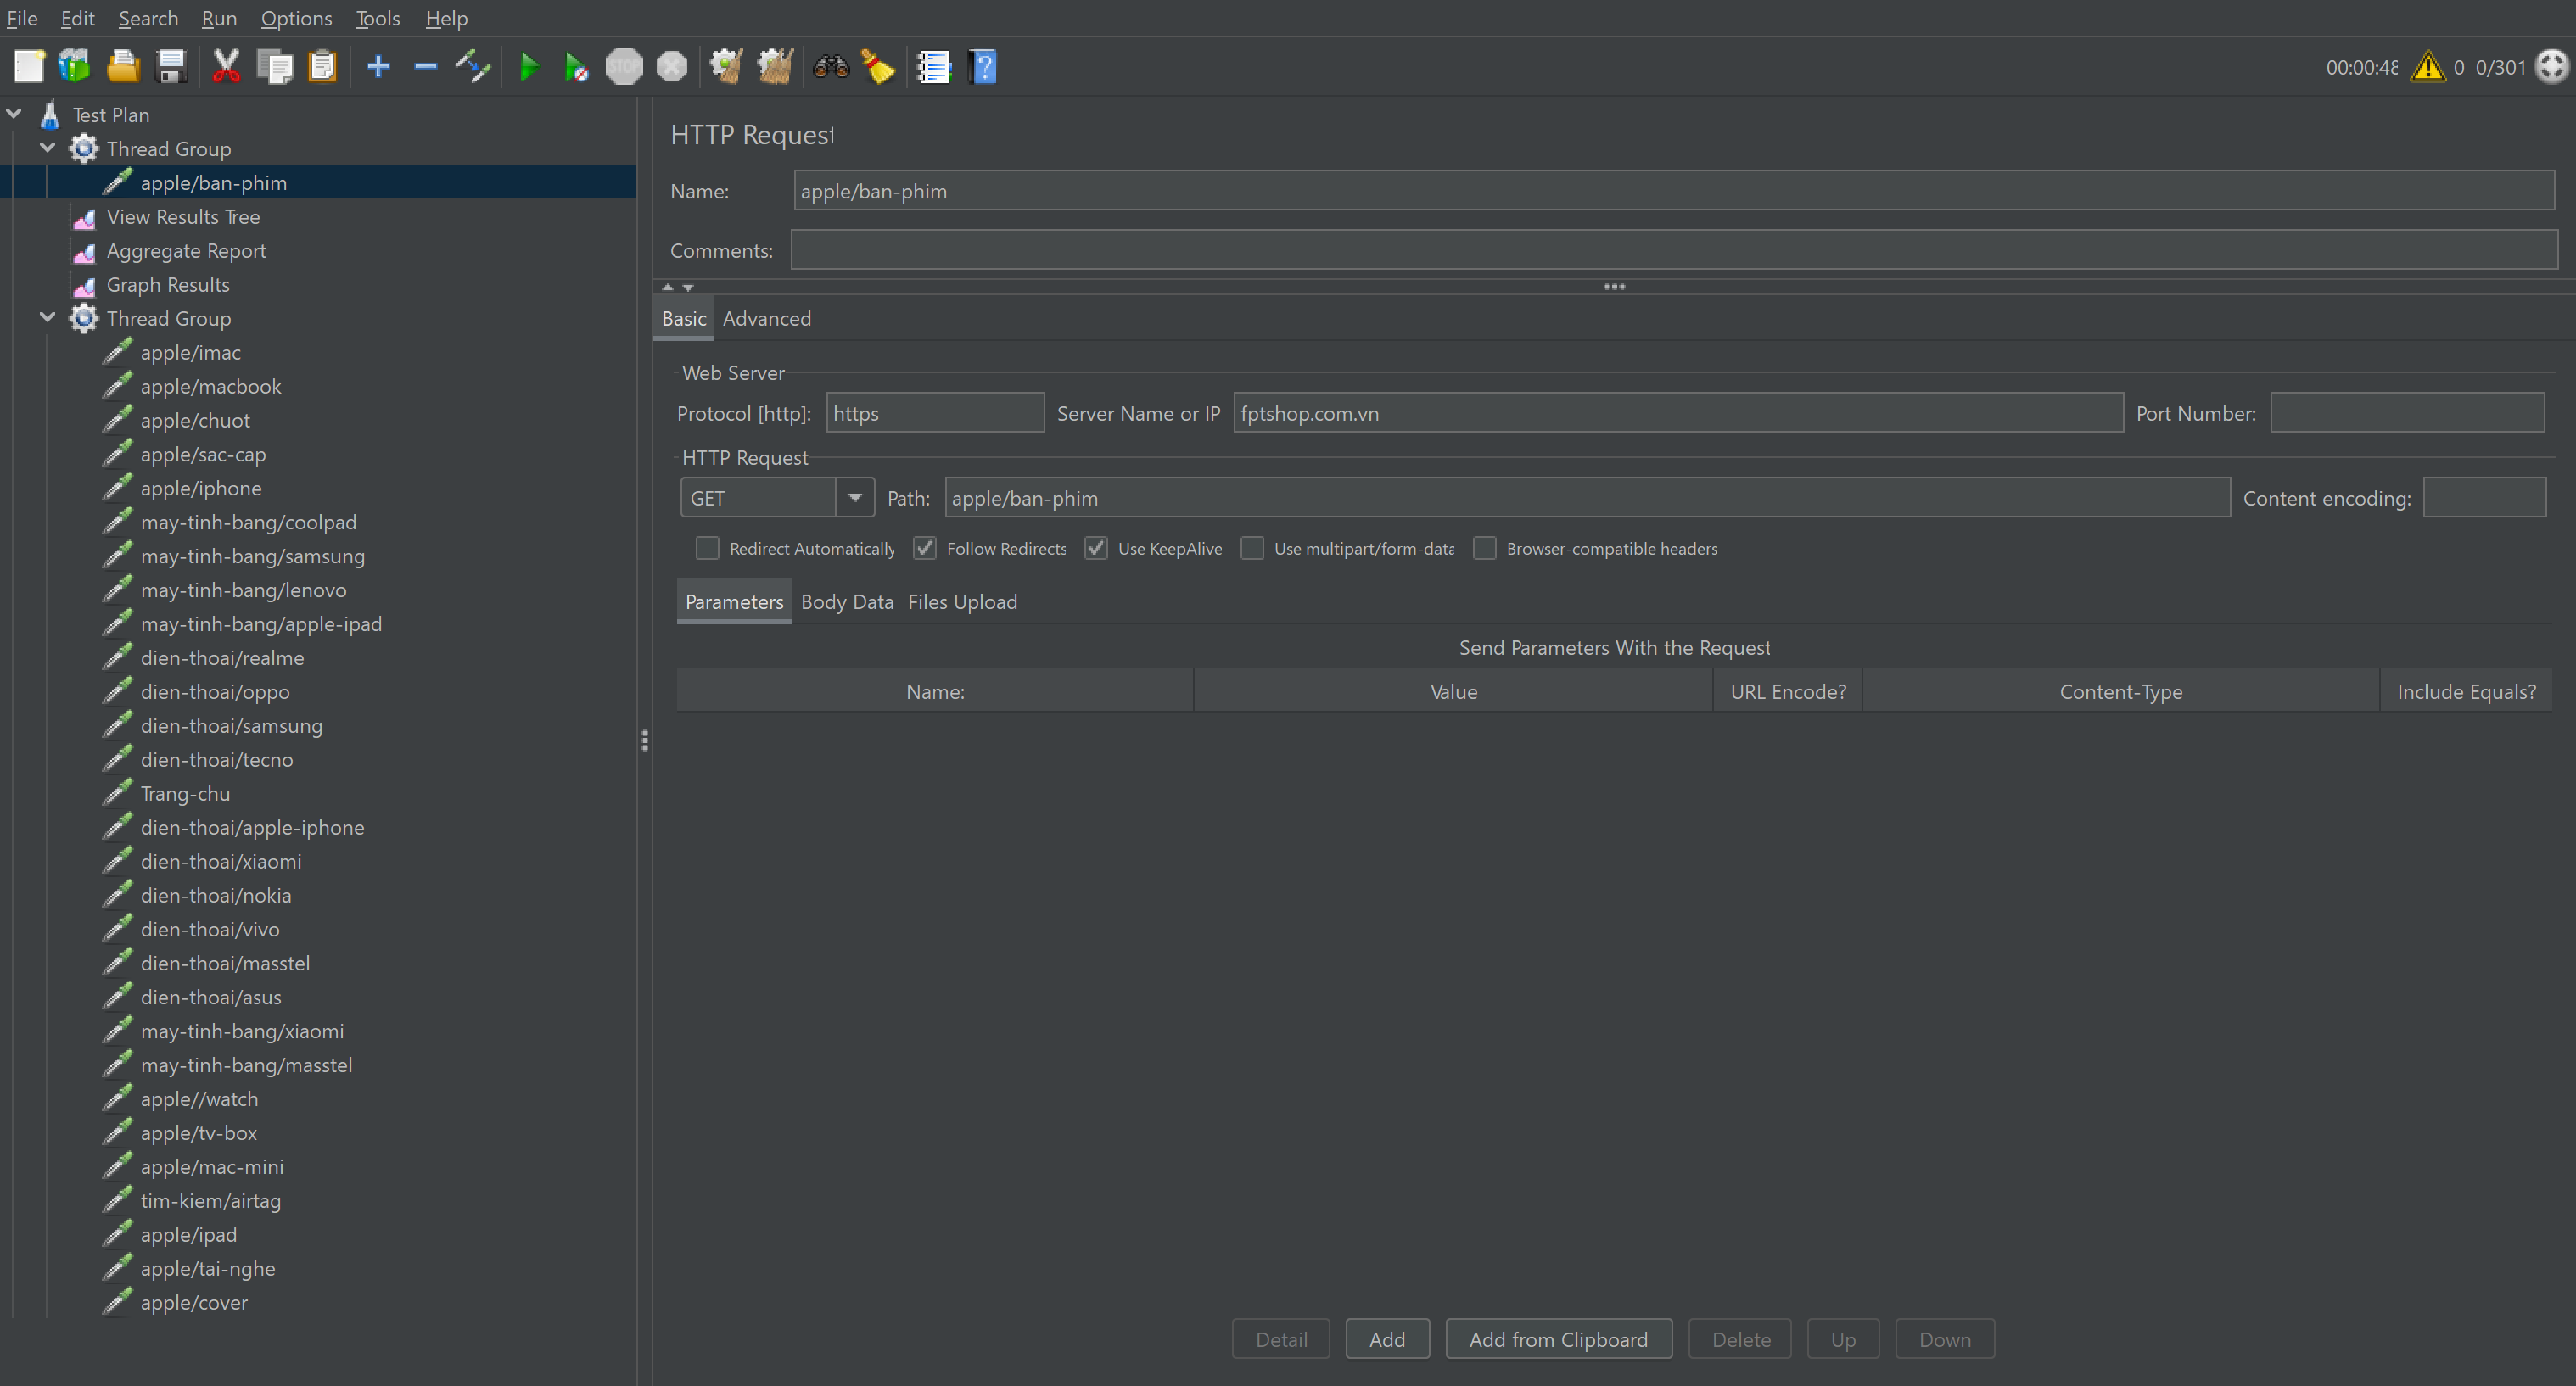 File Edit Search Run Options Tools Help
STOP ? 00:00:48 0 0/301
Test Plan
Thread Group
apple/ban-phim
View Results Tree
Aggregate Report
Graph Results
Thread Group
apple/imac
apple/macbook
apple/chuot
apple/sac-cap
apple/iphone
may-tinh-bang/coolpad
may-tinh-bang/samsung
may-tinh-bang/lenovo
may-tinh-bang/apple-ipad
dien-thoai/realme
dien-thoai/oppo
dien-thoai/samsung
dien-thoai/tecno
Trang-chu
dien-thoai/apple-iphone
dien-thoai/xiaomi
dien-thoai/nokia
dien-thoai/vivo
dien-thoai/masstel
dien-thoai/asus
may-tinh-bang/xiaomi
may-tinh-bang/masstel
apple//watch
apple/tv-box
apple/mac-mini
tim-kiem/airtag
apple/ipad
apple/tai-nghe
apple/cover
HTTP Request
Name: apple/ban-phim
Comments:
Basic Advanced
Web Server
Protocol [http]: https Server Name or IP fptshop.com.vn Port Number:
HTTP Request
GET Path: apple/ban-phim Content encoding:
Redirect Automatically Follow Redirects Use KeepAlive Use multipart/form-data Browser-compatible headers
Parameters Body Data Files Upload
Send Parameters With the Request
Name: Value URL Encode? Content-Type Include Equals?
Detail Add Add from Clipboard Delete Up Down